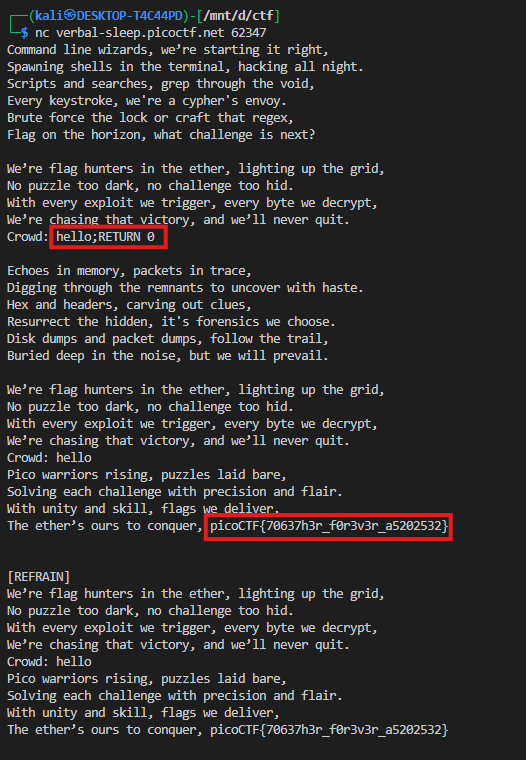 ┌──(kali㉿DESKTOP-T4C44PD)-[/mnt/d/ctf]
└─$ nc verbal-sleep.picoctf.net 62347
Command line wizards, we’re starting it right,
Spawning shells in the terminal, hacking all night.
Scripts and searches, grep through the void,
Every keystroke, we're a cypher's envoy.
Brute force the lock or craft that regex,
Flag on the horizon, what challenge is next?

We’re flag hunters in the ether, lighting up the grid,
No puzzle too dark, no challenge too hid.
With every exploit we trigger, every byte we decrypt,
We’re chasing that victory, and we’ll never quit.
Crowd: hello;RETURN 0

Echoes in memory, packets in trace,
Digging through the remnants to uncover with haste.
Hex and headers, carving out clues,
Resurrect the hidden, it's forensics we choose.
Disk dumps and packet dumps, follow the trail,
Buried deep in the noise, but we will prevail.

We’re flag hunters in the ether, lighting up the grid,
No puzzle too dark, no challenge too hid.
With every exploit we trigger, every byte we decrypt,
We’re chasing that victory, and we’ll never quit.
Crowd: hello
Pico warriors rising, puzzles laid bare,
Solving each challenge with precision and flair.
With unity and skill, flags we deliver,
The ether’s ours to conquer, picoCTF{70637h3r_f0r3v3r_a5202532}


[REFRAIN]
We’re flag hunters in the ether, lighting up the grid,
No puzzle too dark, no challenge too hid.
With every exploit we trigger, every byte we decrypt,
We’re chasing that victory, and we’ll never quit.
Crowd: hello
Pico warriors rising, puzzles laid bare,
Solving each challenge with precision and flair.
With unity and skill, flags we deliver,
The ether’s ours to conquer, picoCTF{70637h3r_f0r3v3r_a5202532}